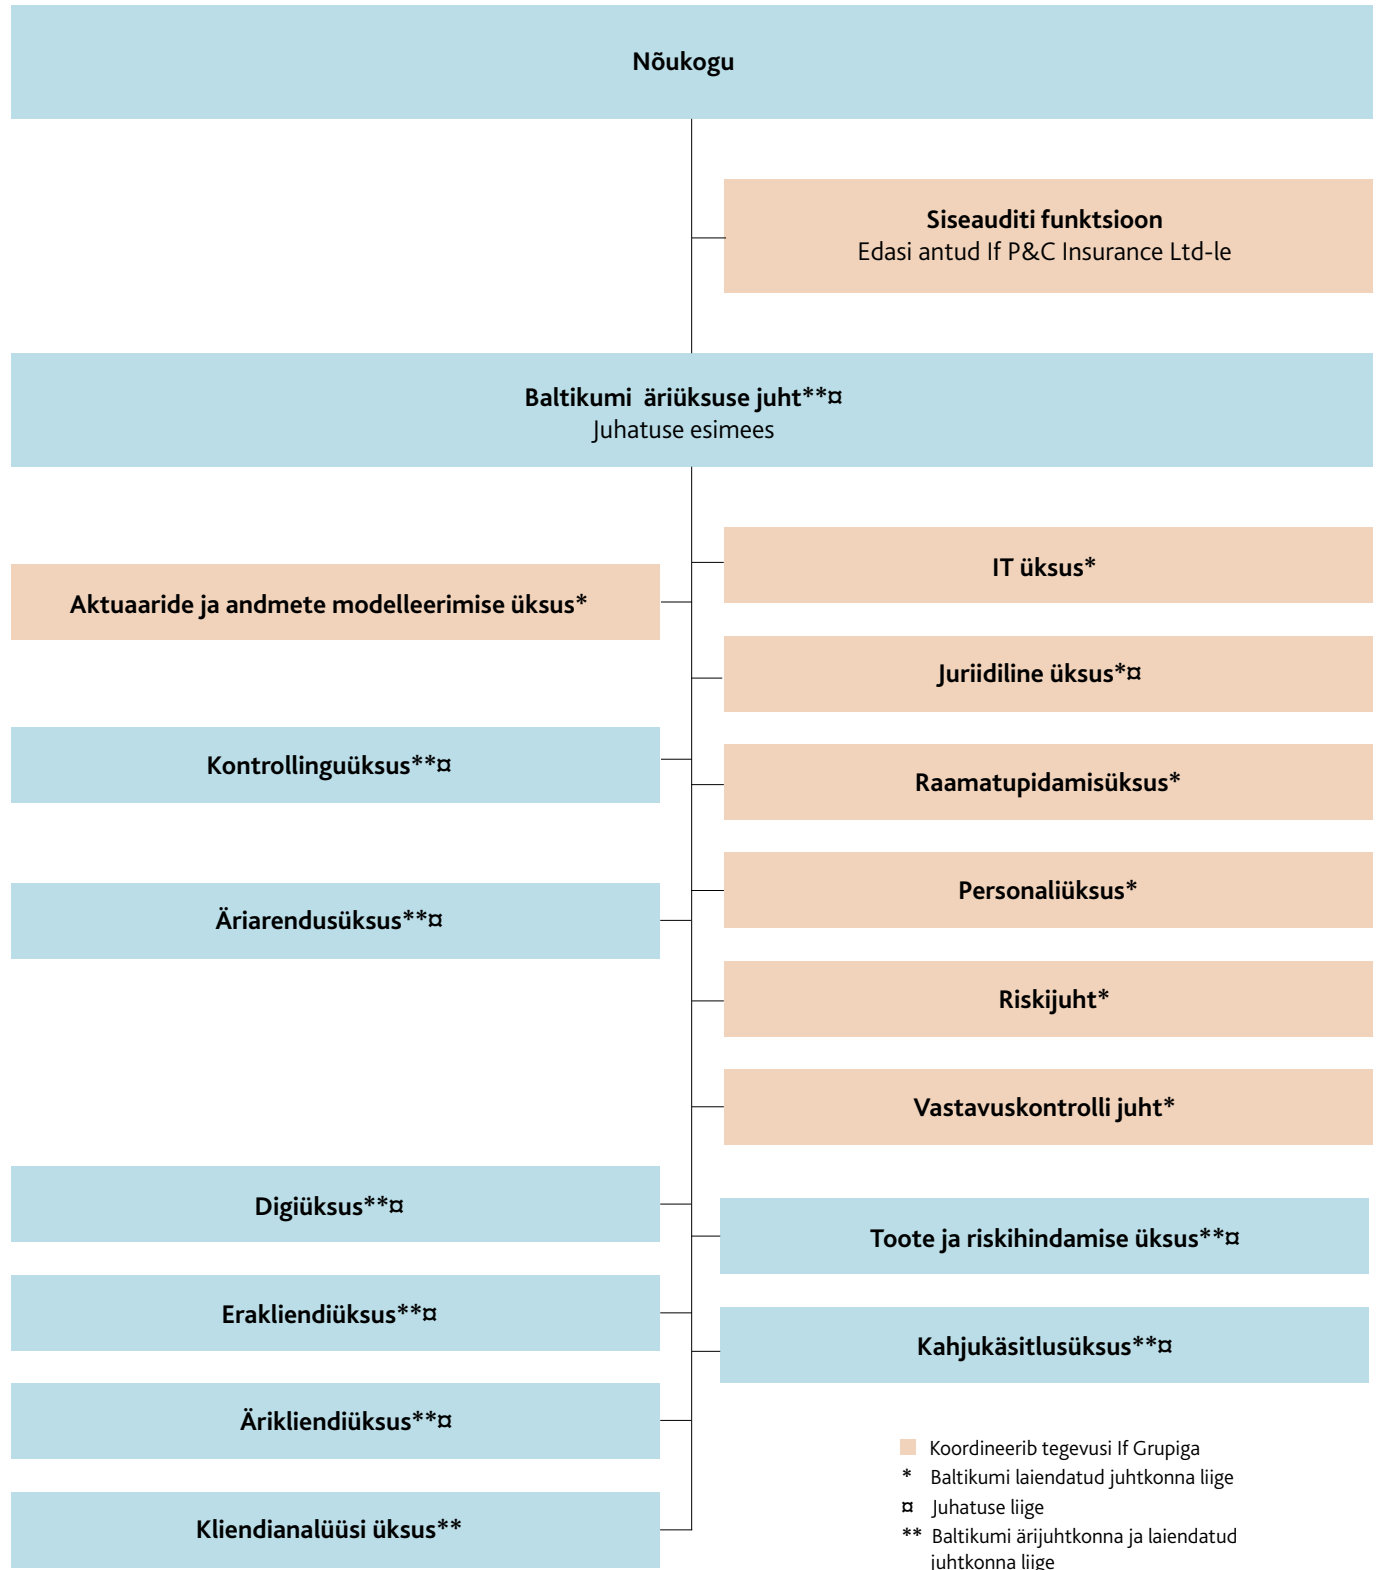 Nõukogu
Siseauditi funktsioon
Edasi antud If P&C Insurance Ltd-le
Baltikumi äriüksuse juht**¤
Juhatuse esimees
IT üksus*
Aktuaaride ja andmete modelleerimise üksus*
Juriidiline üksus*¤
Kontrollinguüksus**¤
Raamatupidamisüksus*
Personaliüksus*
Äriarendusüksus**¤
Riskijuht*
Vastavuskontrolli juht*
Digiüksus**¤
Toote ja riskihindamise üksus**¤
Erakliendiüksus**¤
Kahjukäsitlusüksus**¤
Ärikliendiüksus**¤
Kliendianalüüsi üksus**
Koordineerib tegevusi If Grupiga
* Baltikumi laiendatud juhtkonna liige
¤ Juhatuse liige
** Baltikumi ärijuhtkonna ja laiendatud
juhtkonna liige